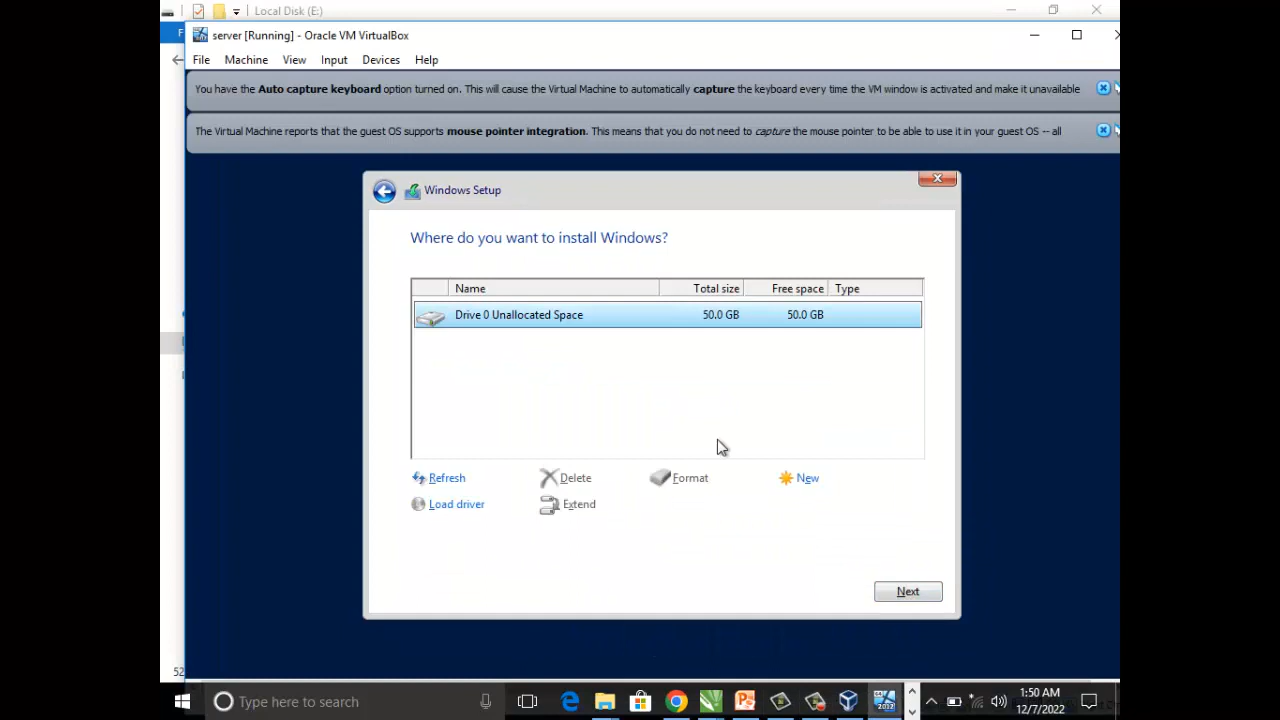 Local Disk (E:)
F
server [Running] - Oracle VM VirtualBox
File Machine View Input Devices Help
You have the Auto capture keyboard option turned on. This will cause the Virtual Machine to automatically capture the keyboard every time the VM window is activated and make it unavailable
The Virtual Machine reports that the guest OS supports mouse pointer integration. This means that you do not need to capture the mouse pointer to be able to use it in your guest OS -- all
Windows Setup
Where do you want to install Windows?
Name Total size Free space Type
Drive 0 Unallocated Space 50.0 GB 50.0 GB
Refresh Delete Format New
Load driver Extend
Next
52
Type here to search
2012
1:50 AM
12/7/2022